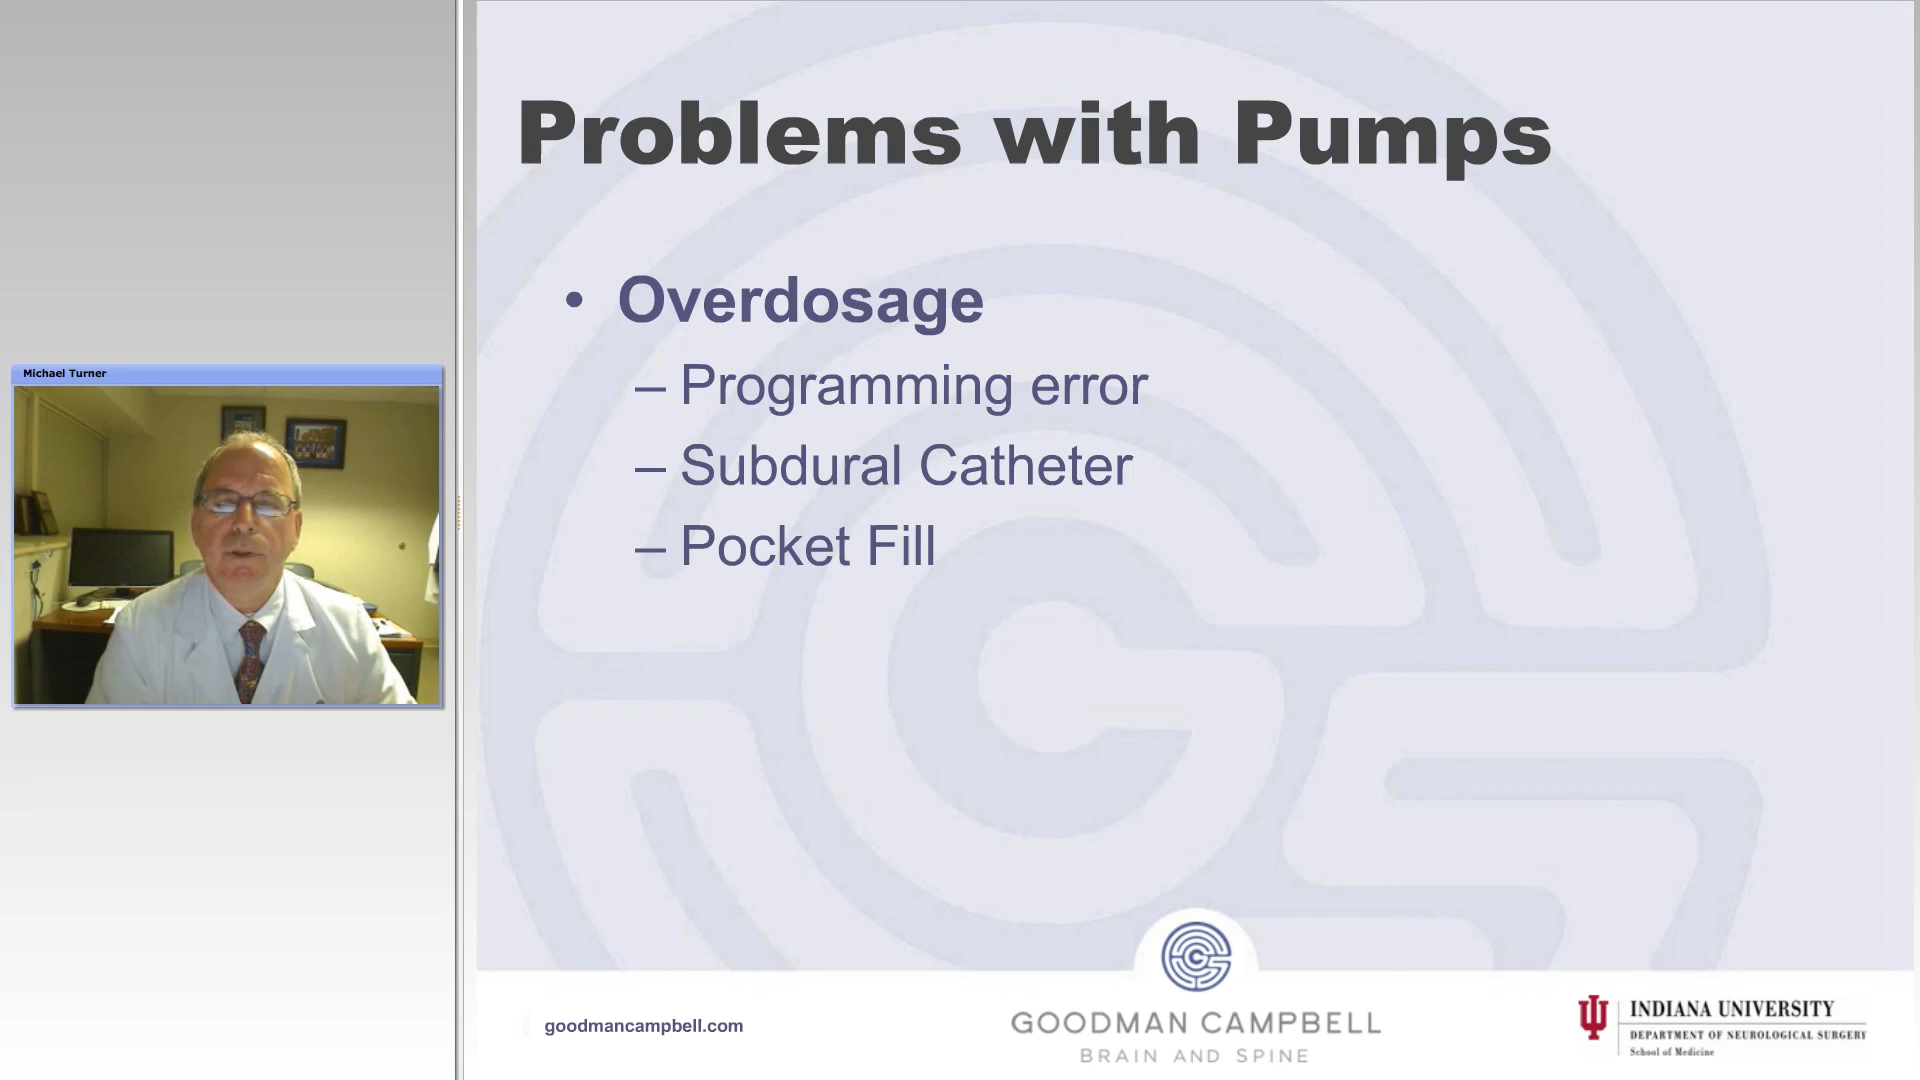 Michael Turner
Problems with Pumps
• Overdosage
– Programming error
– Subdural Catheter
– Pocket Fill
goodmancampbell.com
GOODMAN CAMPBELL
BRAIN AND SPINE
INDIANA UNIVERSITY
DEPARTMENT OF NEUROLOGICAL SURGERY
School of Medicine